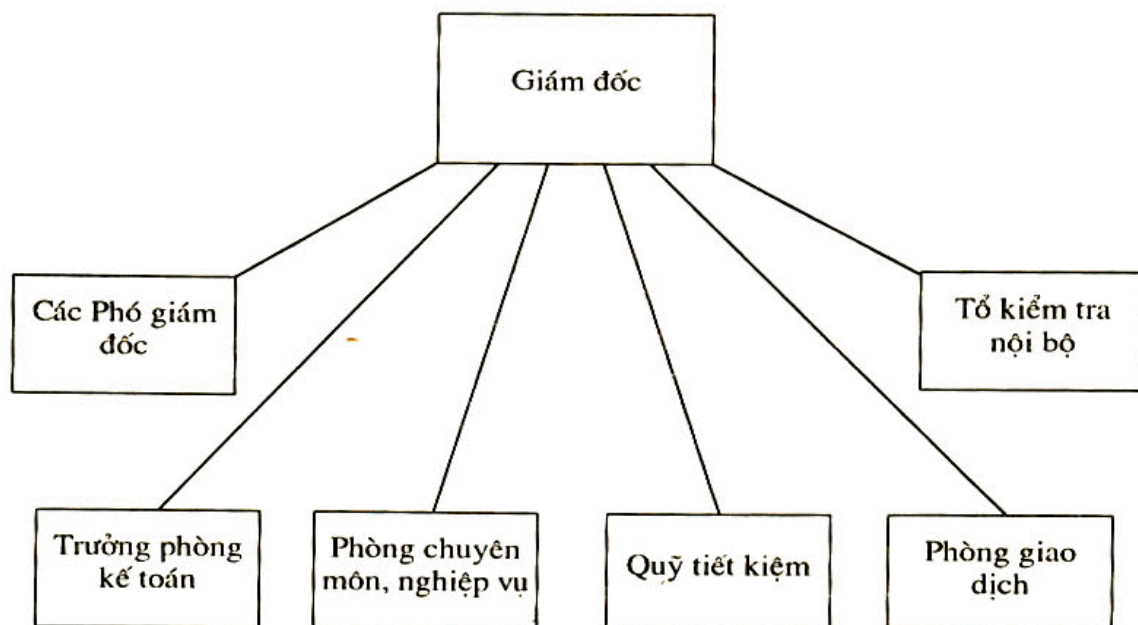 Giám đốc
Các Phó giám
đốc
Tổ kiểm tra
nội bộ
Trưởng phòng
kế toán
Phòng chuyên
môn, nghiệp vụ
Quỹ tiết kiệm
Phòng giao
dịch